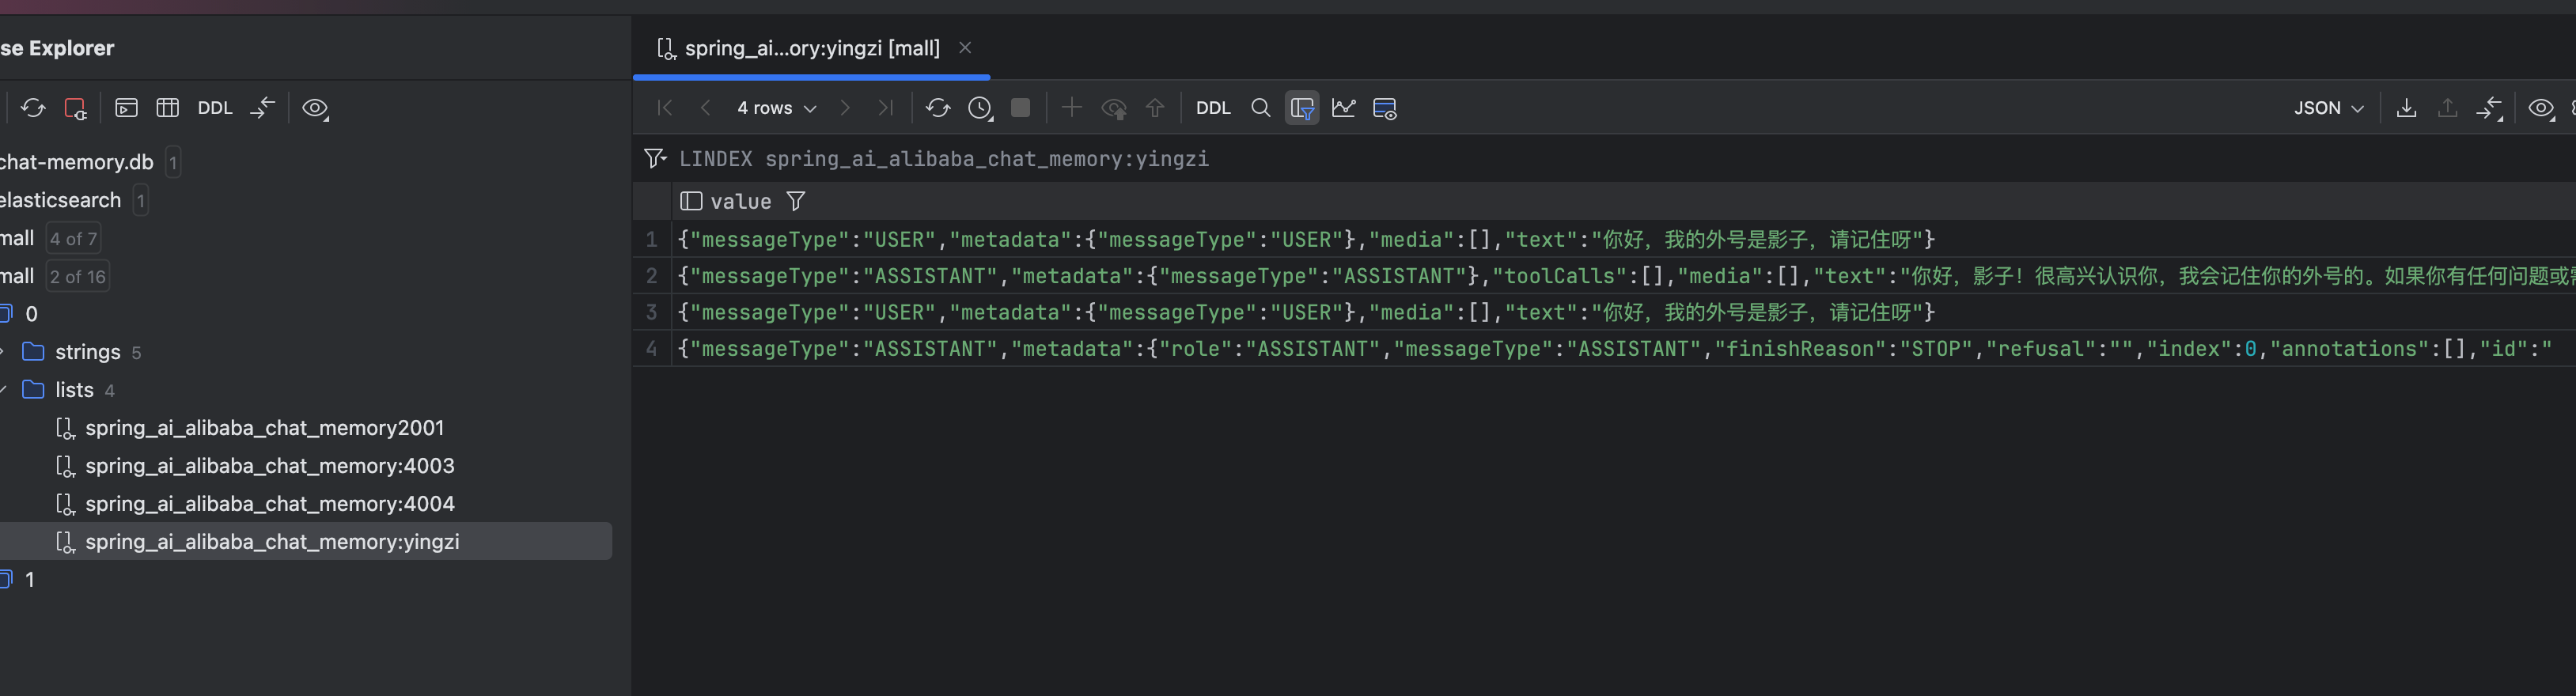 se Explorer
spring_ai...ory:yingzi [mall]
DDL
4 rows
DDL
JSON
chat-memory.db 1
elasticsearch 1
mall 4 of 7
mall 2 of 16
0
strings 5
lists 4
spring_ai_alibaba_chat_memory2001
spring_ai_alibaba_chat_memory:4003
spring_ai_alibaba_chat_memory:4004
spring_ai_alibaba_chat_memory:yingzi
1
LINDEX spring_ai_alibaba_chat_memory:yingzi
value
1 {"messageType":"USER","metadata":{"messageType":"USER"},"media":[],"text":"你好，我的外号是影子，请记住呀"}
2 {"messageType":"ASSISTANT","metadata":{"messageType":"ASSISTANT"},"toolCalls":[],"media":[],"text":"你好，影子！很高兴认识你，我会记住你的外号的。如果你有任何问题或
3 {"messageType":"USER","metadata":{"messageType":"USER"},"media":[],"text":"你好，我的外号是影子，请记住呀"}
4 {"messageType":"ASSISTANT","metadata":{"role":"ASSISTANT","messageType":"ASSISTANT","finishReason":"STOP","refusal":"","index":0,"annotations":[],"id":"